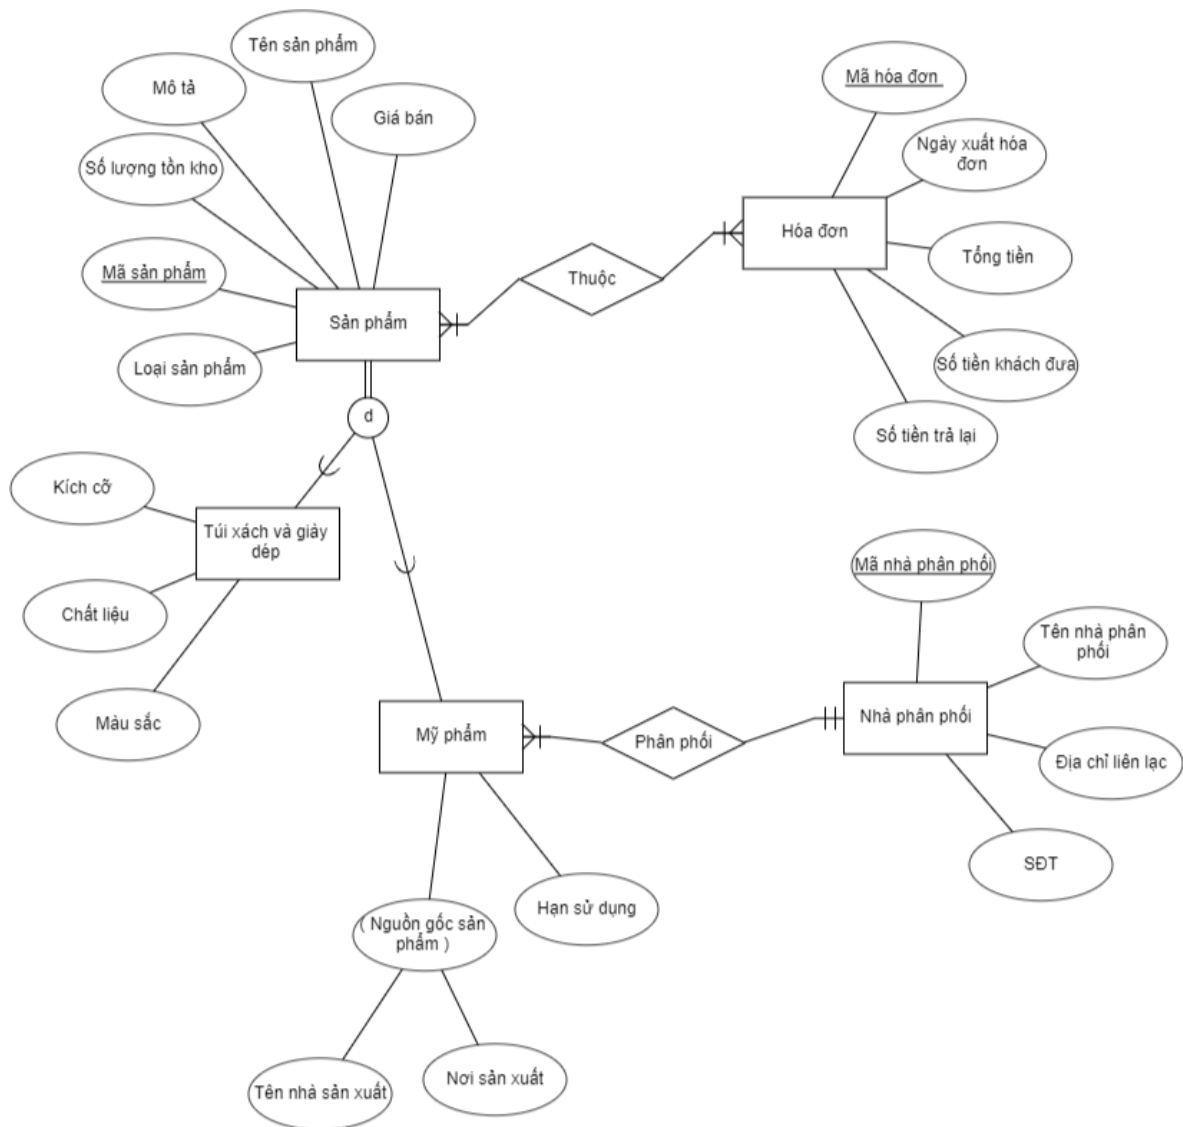 Tên sản phẩm
Mô tả
Giá bán
Số lượng tồn kho
Mã sản phẩm
Loại sản phẩm
Sản phẩm
Thuộc
Mã hóa đơn
Ngày xuất hóa
đơn
Hóa đơn
Tổng tiền
Số tiền khách đưa
Số tiền trả lại
d
Kích cỡ
Túi xách và giày
dép
Chất liệu
Màu sắc
Mã nhà phân phối
Tên nhà phân
phối
Mỹ phẩm
Phân phối
Nhà phân phối
Địa chỉ liên lạc
SĐT
( Nguồn gốc sản
phẩm )
Hạn sử dụng
Tên nhà sản xuất
Nơi sản xuất